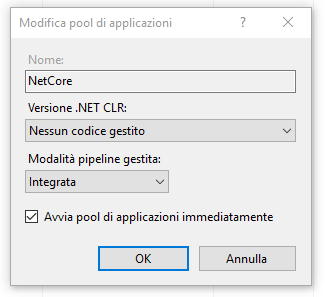 Modifica pool di applicazioni
?
Nome:
NetCore
Versione .NET CLR:
Nessun codice gestito
Modalità pipeline gestita:
Integrata
Avvia pool di applicazioni immediatamente
OK
Annulla